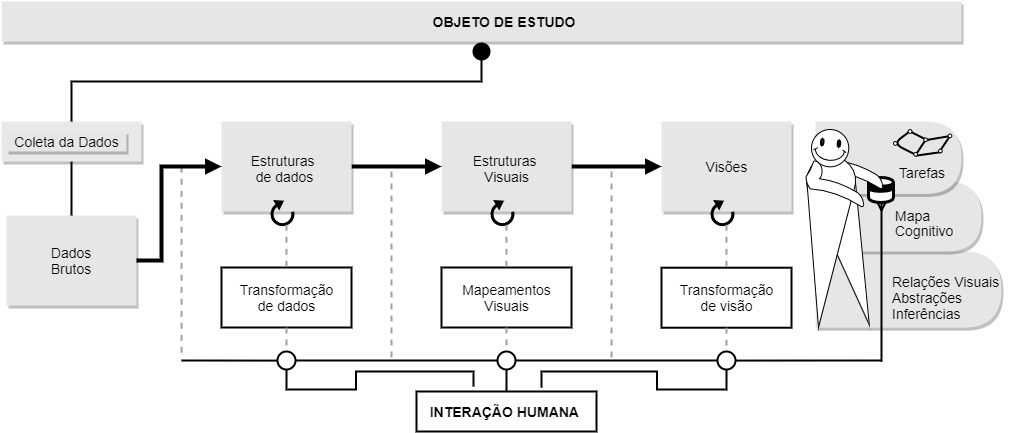 OBJETO DE ESTUDO
Coleta da Dados
Dados
Brutos
Estruturas
de dados
Estruturas
Visuais
Visões
Tarefas
Mapa
Cognitivo
Relações Visuais
Abstrações
Inferências
Transformação
de dados
Mapeamentos
Visuais
Transformação
de visão
INTERAÇÃO HUMANA